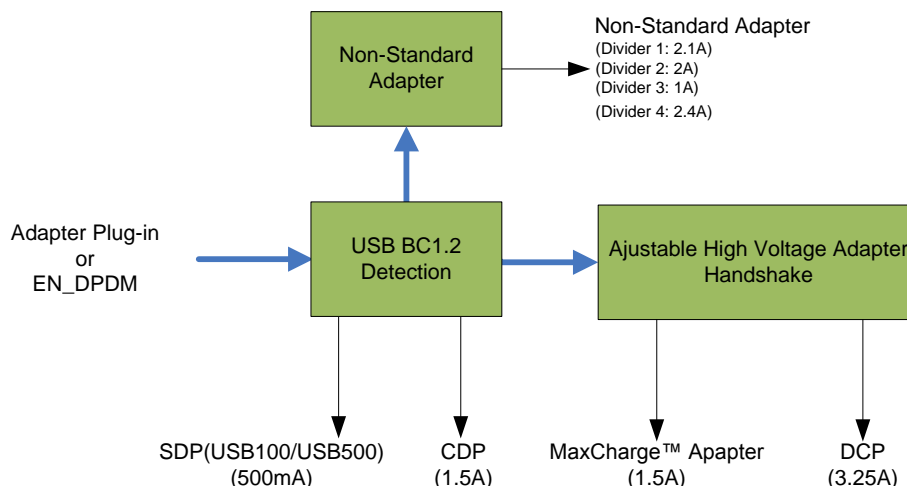 Non-Standard
Adapter
Non-Standard Adapter
(Divider 1: 2.1A)
(Divider 2: 2A)
(Divider 3: 1A)
(Divider 4: 2.4A)
Adapter Plug-in
or
EN_DPDM
USB BC1.2
Detection
Ajustable High Voltage Adapter
Handshake
SDP(USB100/USB500)
(500mA)
CDP
(1.5A)
MaxCharge™ Apapter
(1.5A)
DCP
(3.25A)